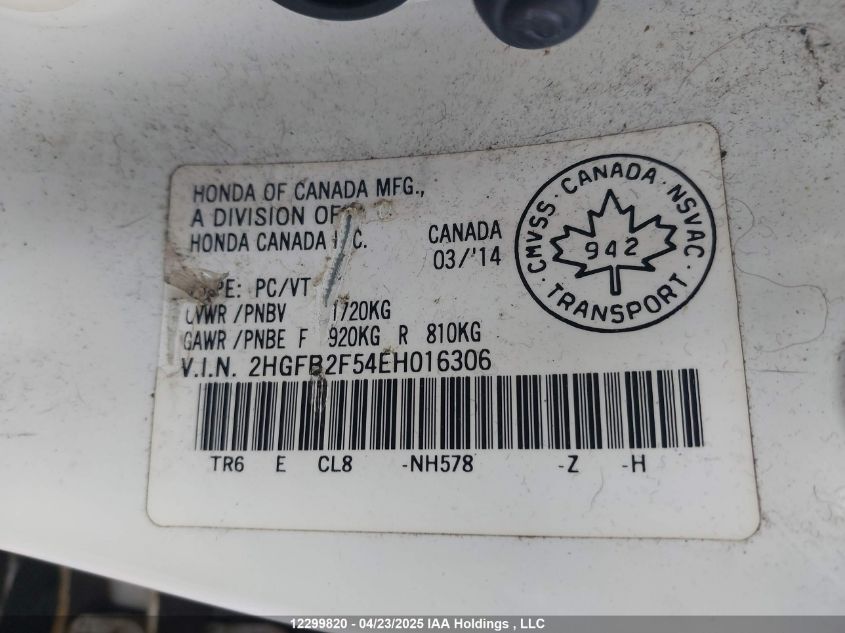 HONDA OF CANADA MFG.,
A DIVISION OF
HONDA CANADA
CANADA
03/'14
CMVSS · CANADA · NSVAC
942
TRANSPORT
PC/VT
/PNBV 1720KG
GAWR /PNBE F 920KG R 810KG
V.I.N. 2HGFB2F54EH016306
TR6 E CL8 -NH578 -Z -H
12299820 - 04/23/2025 IAA Holdings , LLC